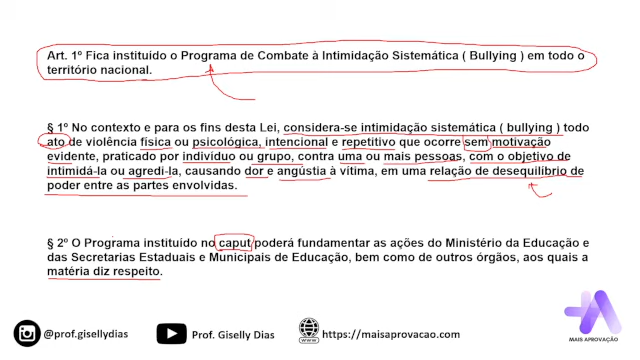 Art. 1º Fica instituído o Programa de Combate à Intimidação Sistemática ( Bullying ) em todo o
território nacional.
§ 1º No contexto e para os fins desta Lei, considera-se intimidação sistemática ( bullying ) todo
ato de violência física ou psicológica, intencional e repetitivo que ocorre sem motivação
evidente, praticado por indivíduo ou grupo, contra uma ou mais pessoas, com o objetivo de
intimidá-la ou agredi-la, causando dor e angústia à vítima, em uma relação de desequilíbrio de
poder entre as partes envolvidas.
§ 2º O Programa instituído no caput poderá fundamentar as ações do Ministério da Educação e
das Secretarias Estaduais e Municipais de Educação, bem como de outros órgãos, aos quais a
matéria diz respeito.
MAIS APROVAÇÃO
@prof.gisellydias
Prof. Giselly Dias
www
https://maisaprovacao.com